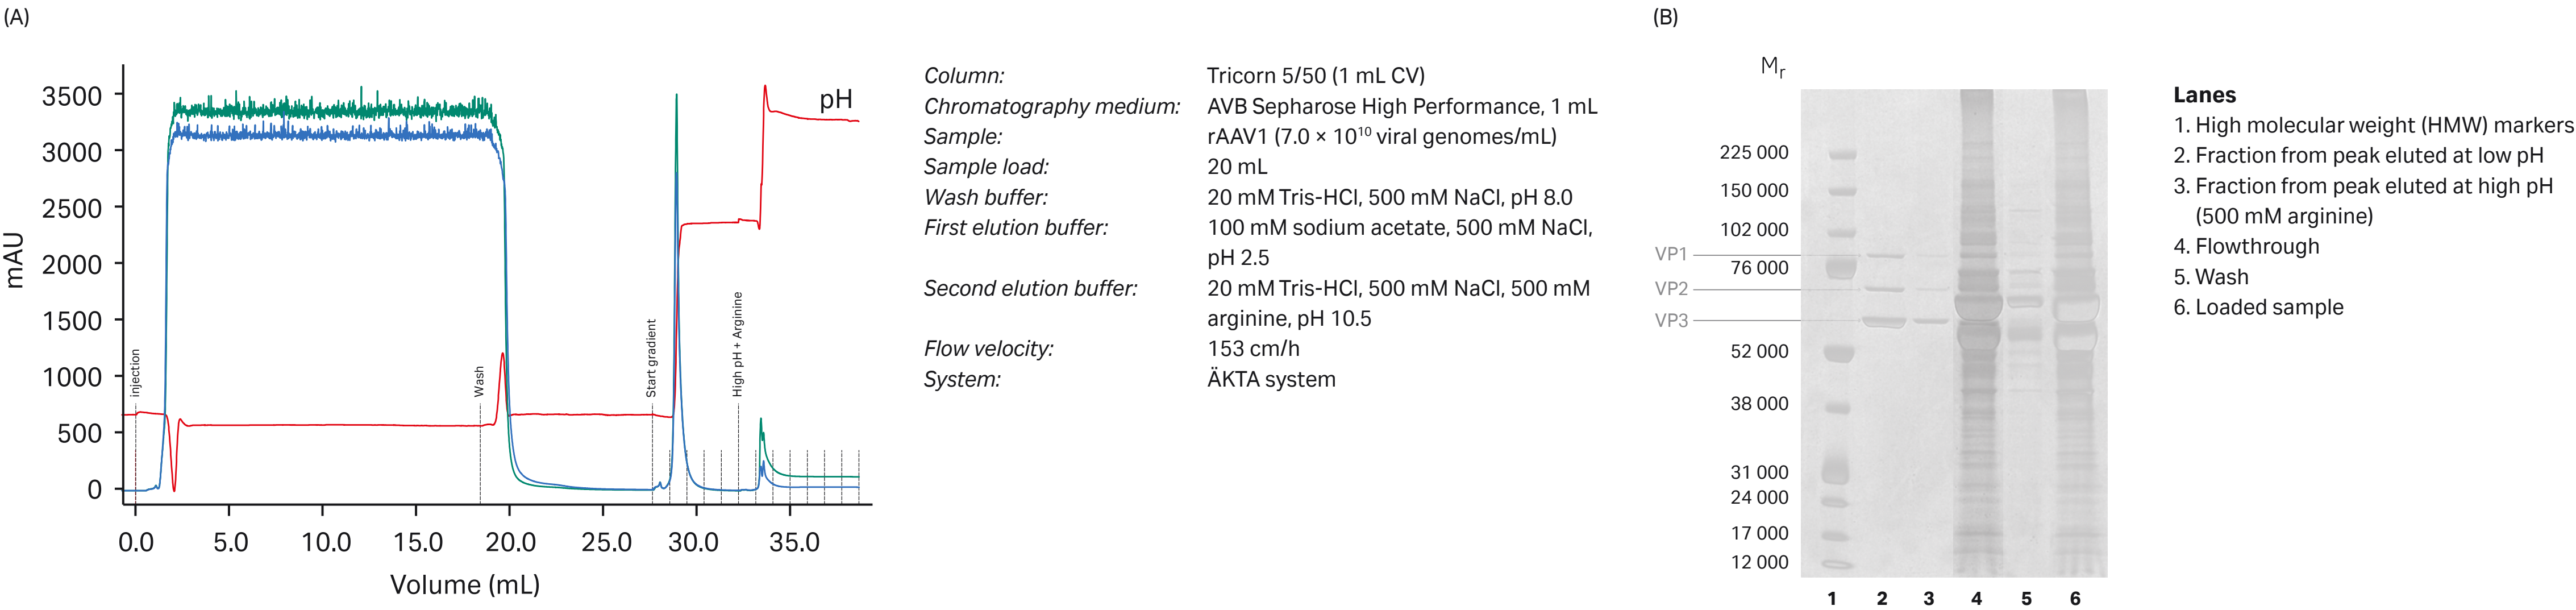 (A)
mAU
3500
3000
2500
2000
1500
1000
500
0
injection
Wash
Start gradient
High pH + Arginine
pH
0.0 5.0 10.0 15.0 20.0 25.0 30.0 35.0
Volume (mL)
Column: Tricorn 5/50 (1 mL CV)
Chromatography medium: AVB Sepharose High Performance, 1 mL
Sample: rAAV1 (7.0 × 10¹⁰ viral genomes/mL)
Sample load: 20 mL
Wash buffer: 20 mM Tris-HCl, 500 mM NaCl, pH 8.0
First elution buffer: 100 mM sodium acetate, 500 mM NaCl,
pH 2.5
Second elution buffer: 20 mM Tris-HCl, 500 mM NaCl, 500 mM
arginine, pH 10.5
Flow velocity: 153 cm/h
System: ÄKTA system
(B)
Mᵣ
225 000
150 000
102 000
VP1
76 000
VP2
VP3
52 000
38 000
31 000
24 000
17 000
12 000
1 2 3 4 5 6
Lanes
1. High molecular weight (HMW) markers
2. Fraction from peak eluted at low pH
3. Fraction from peak eluted at high pH
(500 mM arginine)
4. Flowthrough
5. Wash
6. Loaded sample